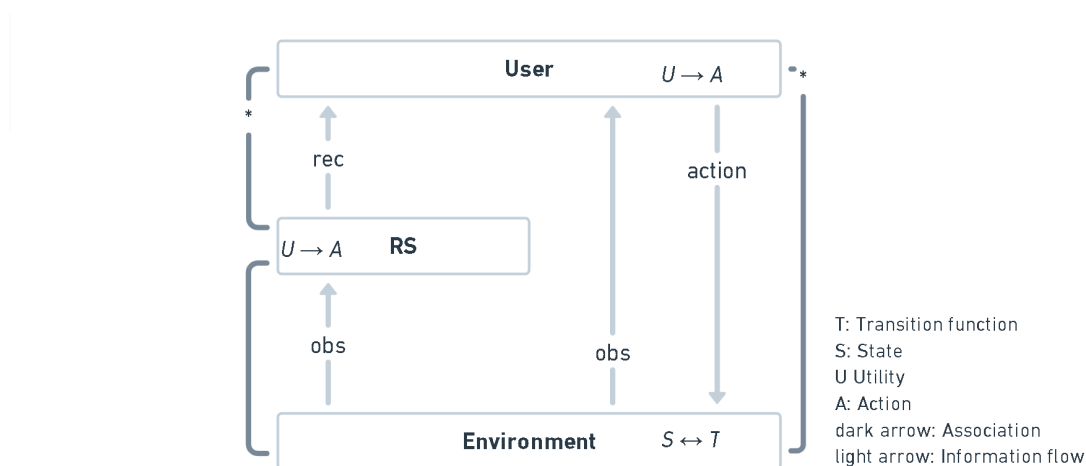 User
U → A
*
*
rec
action
U → A
RS
obs
obs
Environment
S ↔ T
T: Transition function
S: State
U Utility
A: Action
dark arrow: Association
light arrow: Information flow